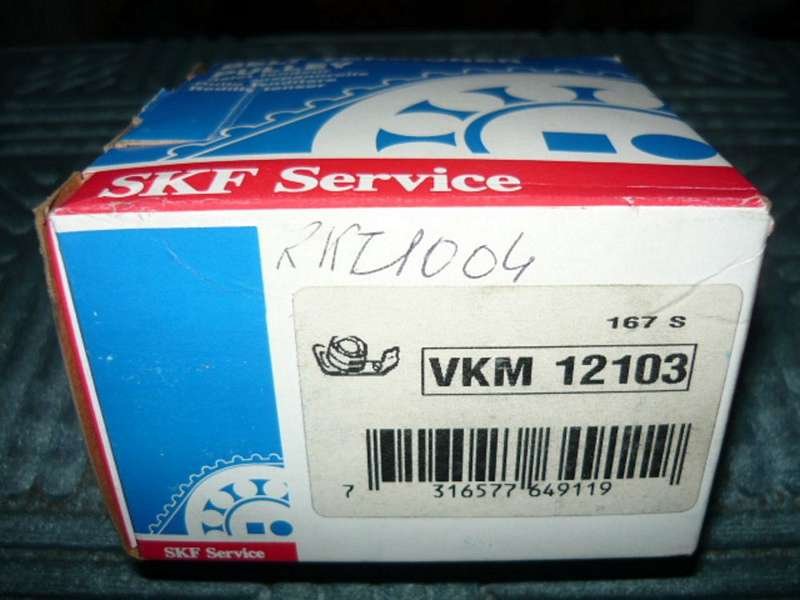 PULLEY
SKF Service
RKZ1004
167 S
VKM 12103
7 316577 649119
SKF Service